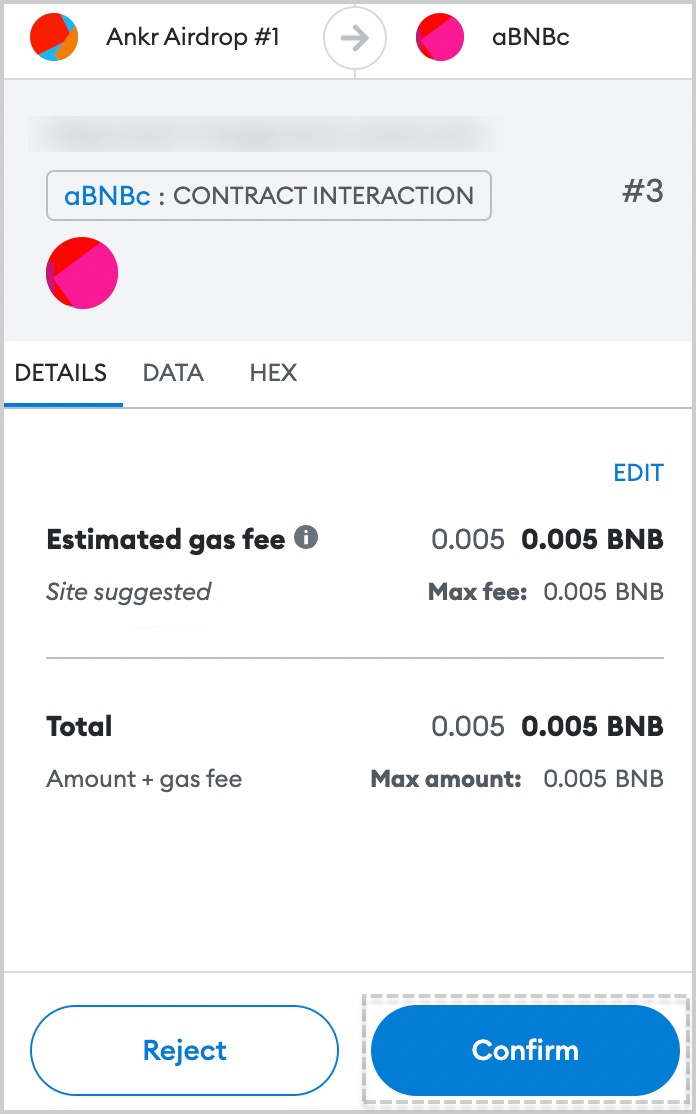 Ankr Airdrop #1 aBNBc
aBNBc : CONTRACT INTERACTION #3
DETAILS DATA HEX
EDIT
Estimated gas fee 0.005 0.005 BNB
Site suggested Max fee: 0.005 BNB
Total 0.005 0.005 BNB
Amount + gas fee Max amount: 0.005 BNB
Reject Confirm